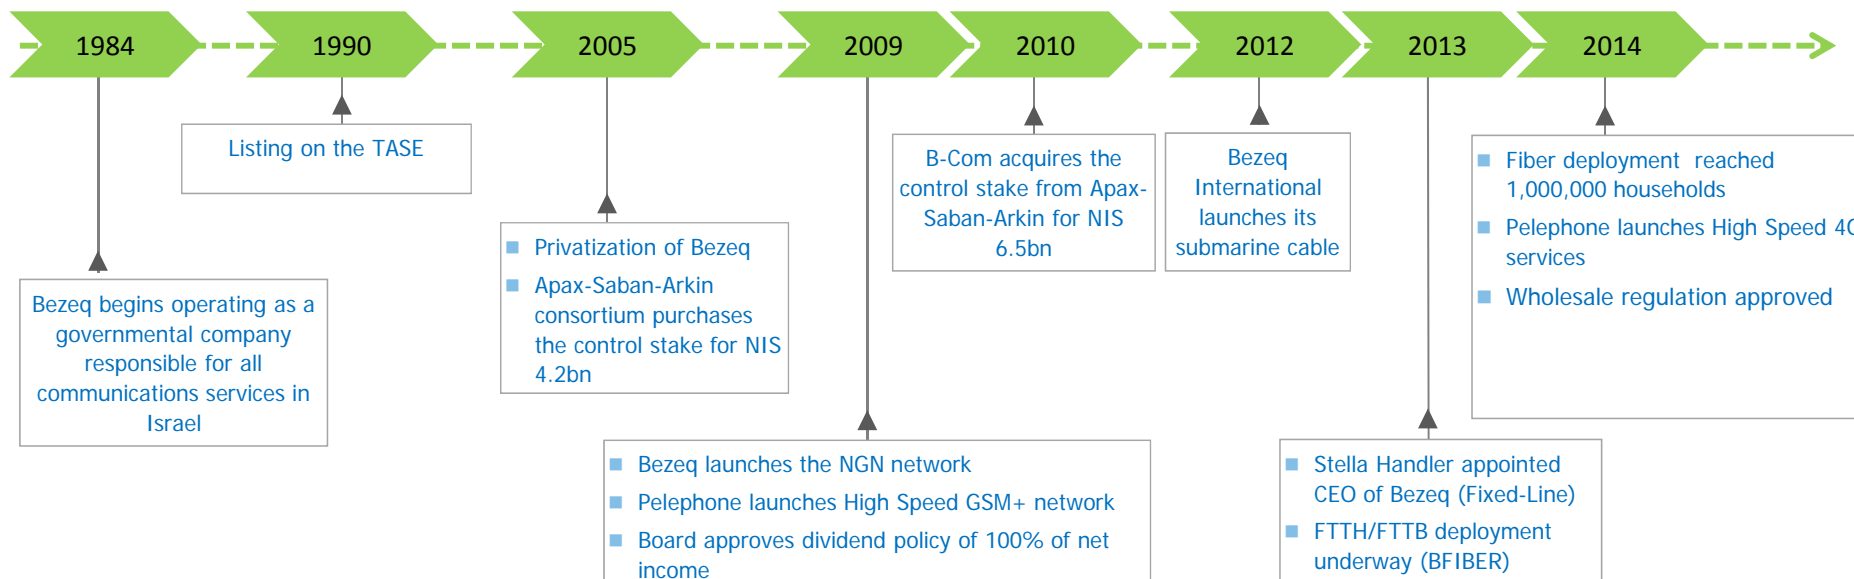 1984
1990
2005
2009
2010
2012
2013
2014
Bezeq begins operating as a
governmental company
responsible for all
communications services in
Israel
Listing on the TASE
Privatization of Bezeq
Apax-Saban-Arkin
consortium purchases
the control stake for NIS
4.2bn
Bezeq launches the NGN network
Pelephone launches High Speed GSM+ network
Board approves dividend policy of 100% of net
income
B-Com acquires the
control stake from Apax-
Saban-Arkin for NIS
6.5bn
Bezeq
International
launches its
submarine cable
Stella Handler appointed
CEO of Bezeq (Fixed-Line)
FTTH/FTTB deployment
underway (BFIBER)
Fiber deployment reached
1,000,000 households
Pelephone launches High Speed
services
Wholesale regulation approved